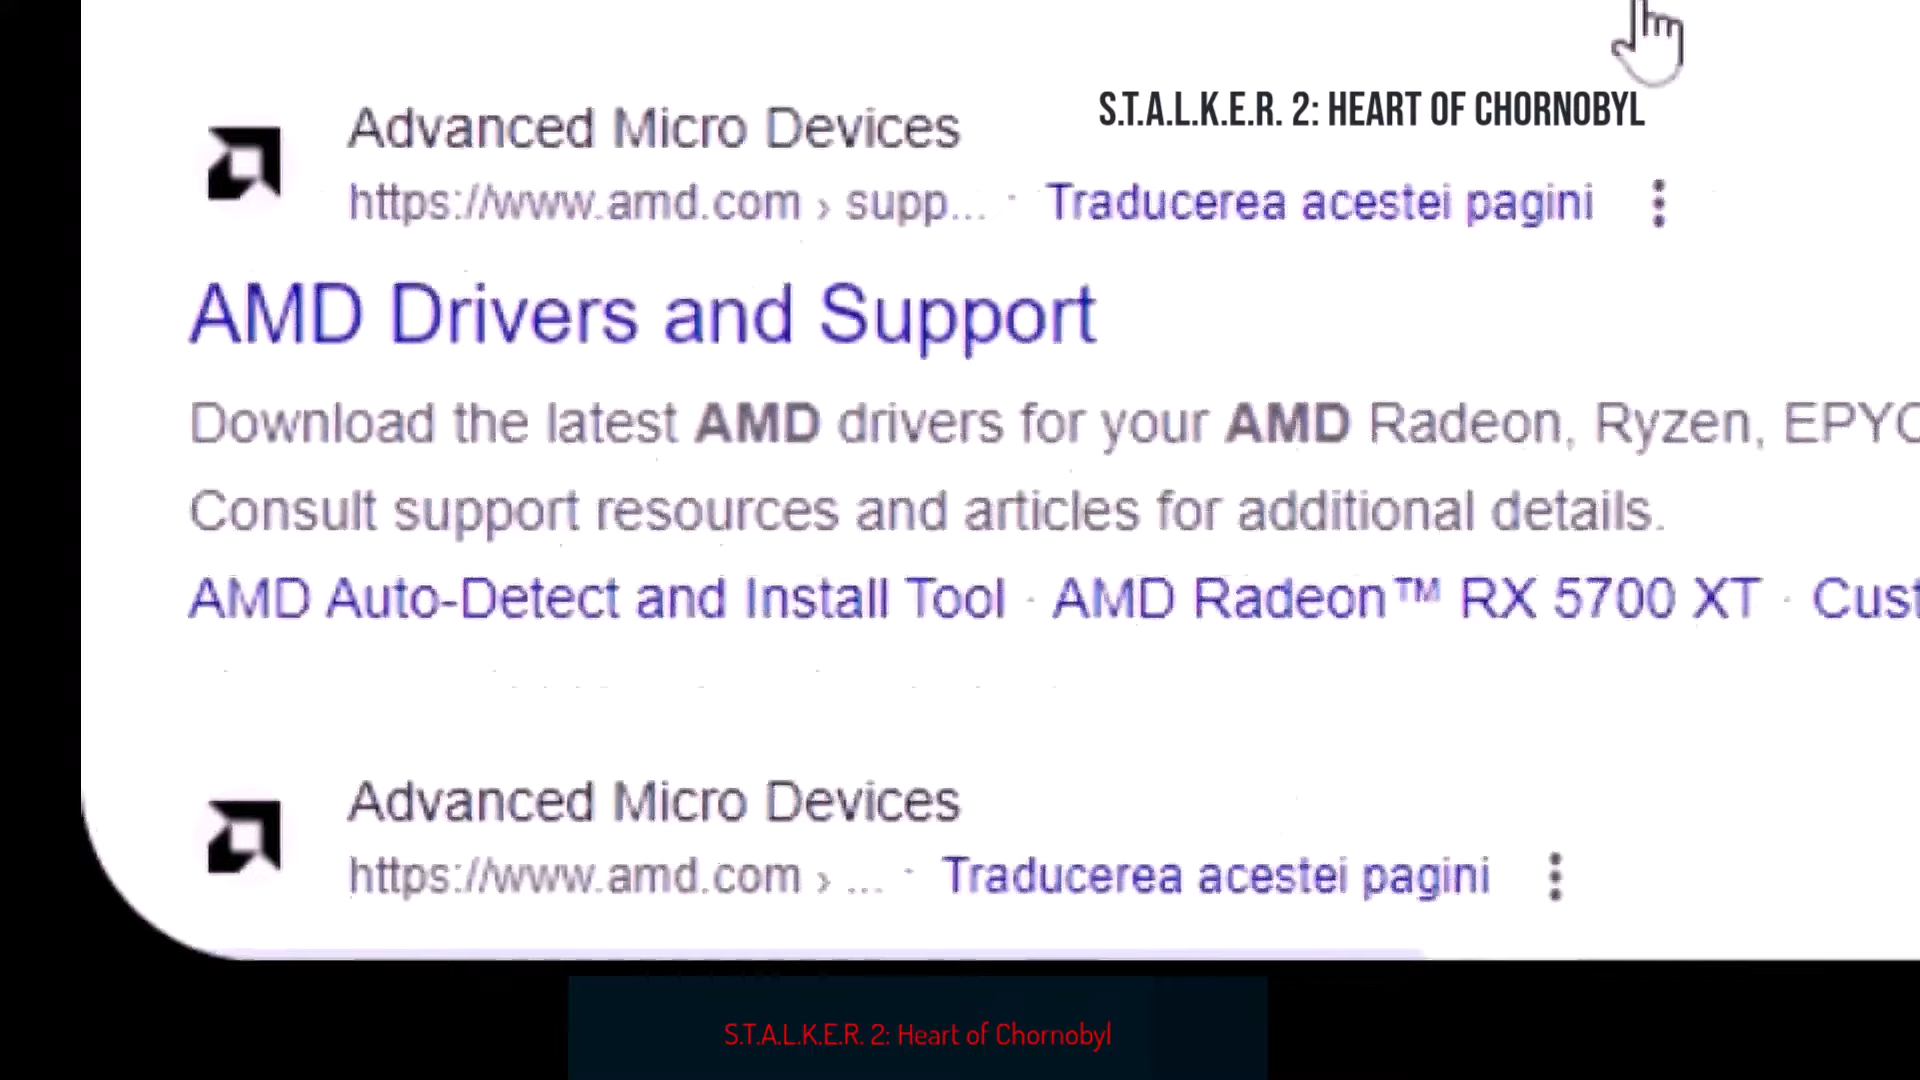 S.T.A.L.K.E.R. 2: HEART OF CHORNOBYL
Advanced Micro Devices
https://www.amd.com › supp... · Traducerea acestei pagini
AMD Drivers and Support
Download the latest AMD drivers for your AMD Radeon, Ryzen, EPYC
Consult support resources and articles for additional details.
AMD Auto-Detect and Install Tool · AMD Radeon™ RX 5700 XT · Cust
Advanced Micro Devices
https://www.amd.com › ... · Traducerea acestei pagini
S.T.A.L.K.E.R. 2: Heart of Chornobyl